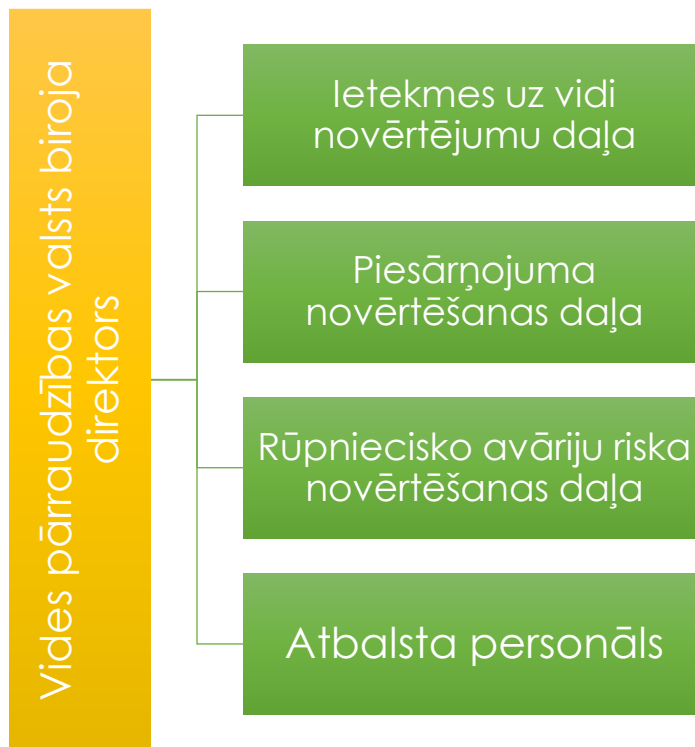 Vides pārraudzības valsts biroja
direktors
Ietekmes uz vidi
novērtējumu daļa
Piesārņojuma
novērtēšanas daļa
Rūpniecisko avāriju riska
novērtēšanas daļa
Atbalsta personāls